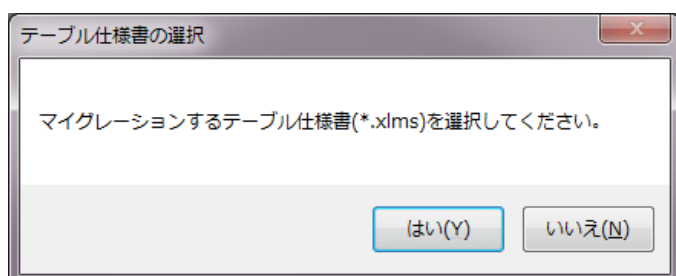 テーブル仕様書の選択
マイグレーションするテーブル仕様書(*.xlms)を選択してください。
はい(Y)
いいえ(N)